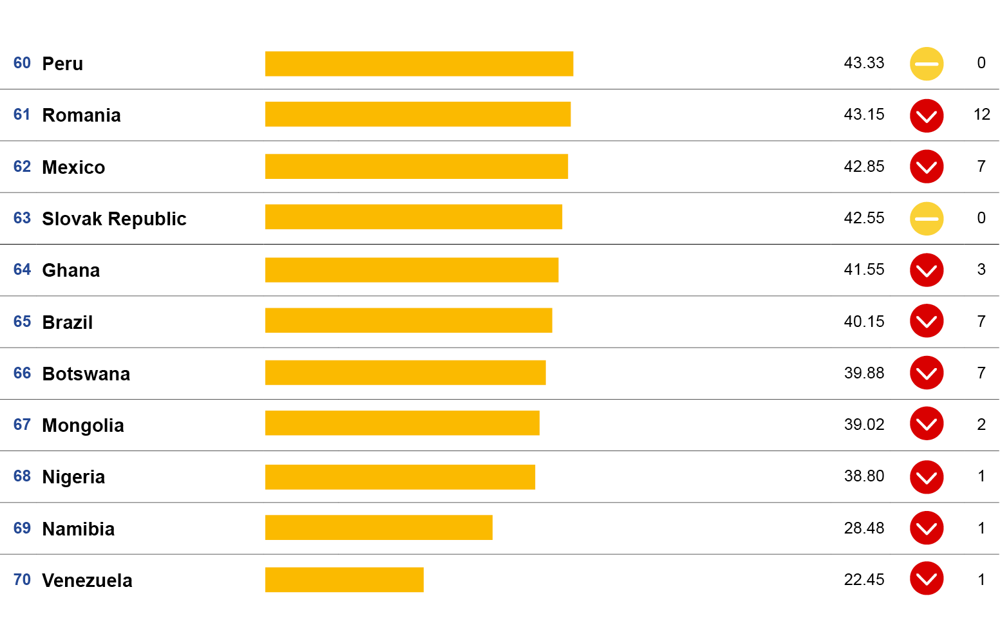 60 Peru 43.33 0
61 Romania 43.15 12
62 Mexico 42.85 7
63 Slovak Republic 42.55 0
64 Ghana 41.55 3
65 Brazil 40.15 7
66 Botswana 39.88 7
67 Mongolia 39.02 2
68 Nigeria 38.80 1
69 Namibia 28.48 1
70 Venezuela 22.45 1